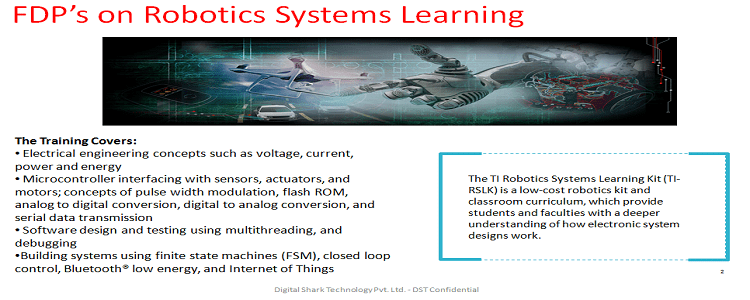 FDP's on Robotics Systems Learning
The Training Covers:
• Electrical engineering concepts such as voltage, current,
power and energy
• Microcontroller interfacing with sensors, actuators, and
motors; concepts of pulse width modulation, flash ROM,
analog to digital conversion, digital to analog conversion, and
serial data transmission
• Software design and testing using multithreading, and
debugging
•Building systems using finite state machines (FSM), closed loop
control, Bluetooth® low energy, and Internet of Things
The TI Robotics Systems Learning Kit (TI-
RSLK) is a low-cost robotics kit and
classroom curriculum, which provide
students and faculties with a deeper
understanding of how electronic system
designs work.
2
Digital Shark Technology Pvt. Ltd. - DST Confidential